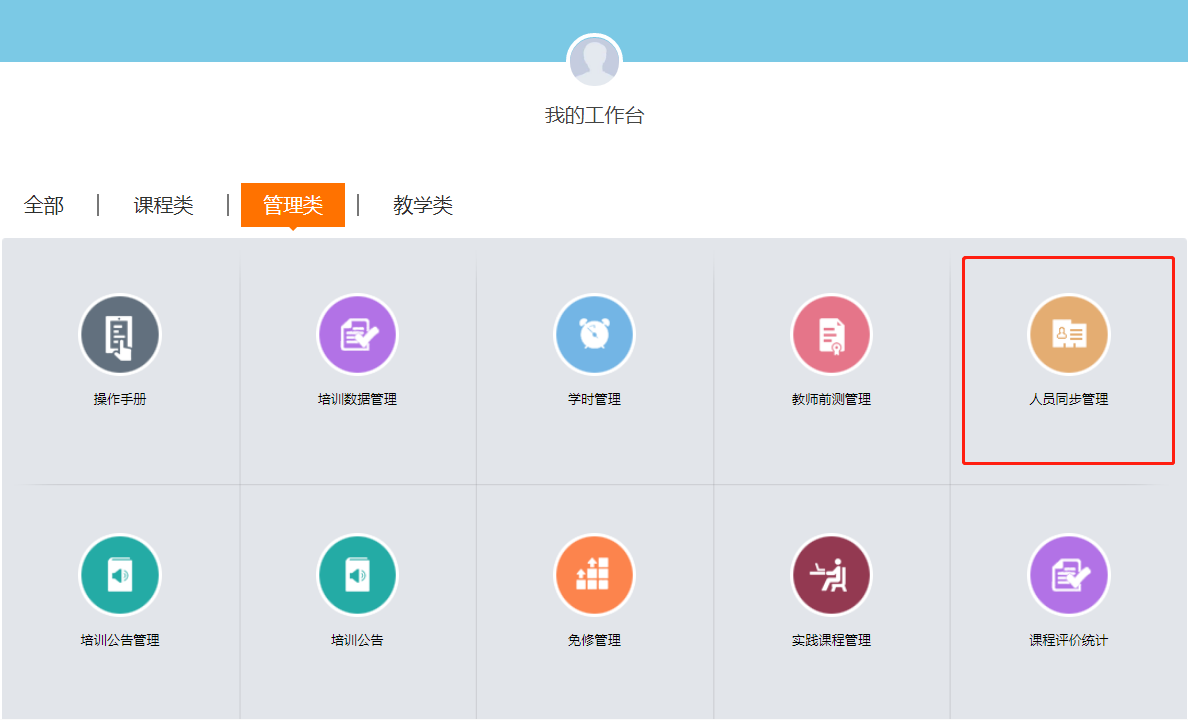 我的工作台
全部 | 课程类 | 管理类 | 教学类
操作手册 培训数据管理 学时管理 教师前测管理 人员同步管理
培训公告管理 培训公告 免修管理 实践课程管理 课程评价统计